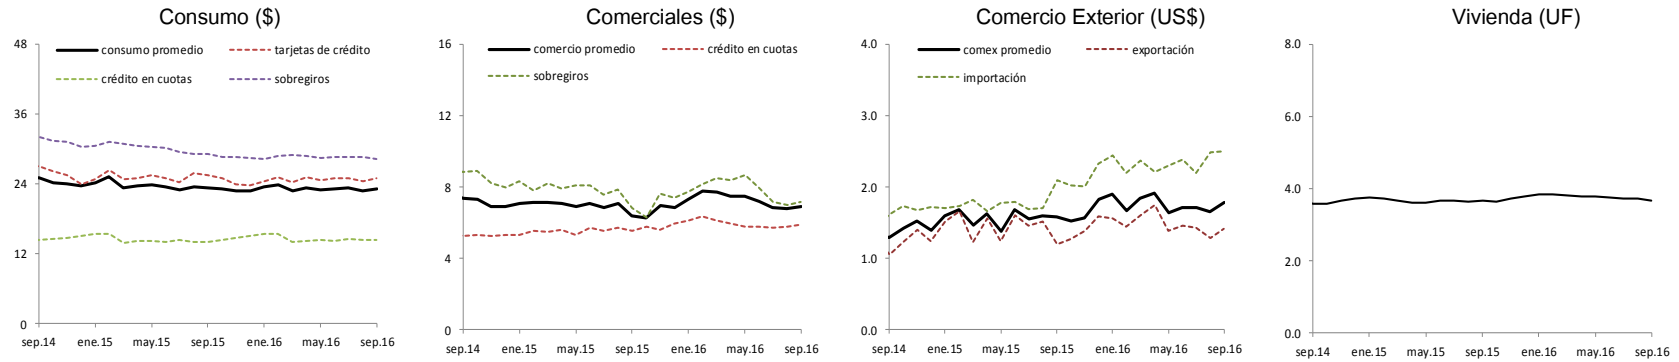 Consumo ($)
48
36
24
12
0
consumo promedio
tarjetas de crédito
crédito en cuotas
sobregiros
sep.14 ene.15 may.15 sep.15 ene.16 may.16 sep.16
Comerciales ($)
16
12
8
4
0
comercio promedio
crédito en cuotas
sobregiros
sep.14 ene.15 may.15 sep.15 ene.16 may.16 sep.16
Comercio Exterior (US$)
4.0
3.0
2.0
1.0
0.0
comex promedio
exportación
importación
sep.14 ene.15 may.15 sep.15 ene.16 may.16 sep.16
Vivienda (UF)
8.0
6.0
4.0
2.0
0.0
sep.14 ene.15 may.15 sep.15 ene.16 may.16 sep.16